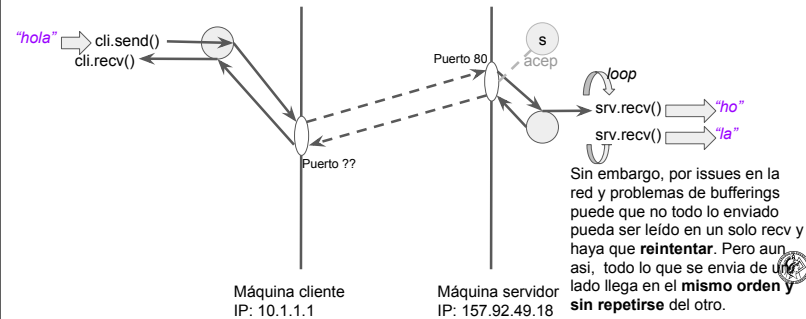 “hola”
cli.send()
cli.recv()
Puerto ??
Máquina cliente
IP: 10.1.1.1
Puerto 80
s
acep
loop
srv.recv()
“ho”
srv.recv()
“la”
Máquina servidor
IP: 157.92.49.18
Sin embargo, por issues en la
red y problemas de bufferings
puede que no todo lo enviado
pueda ser leído en un solo recv y
haya que reintentar. Pero aun
asi, todo lo que se envia de un
lado llega en el mismo orden y
sin repetirse del otro.